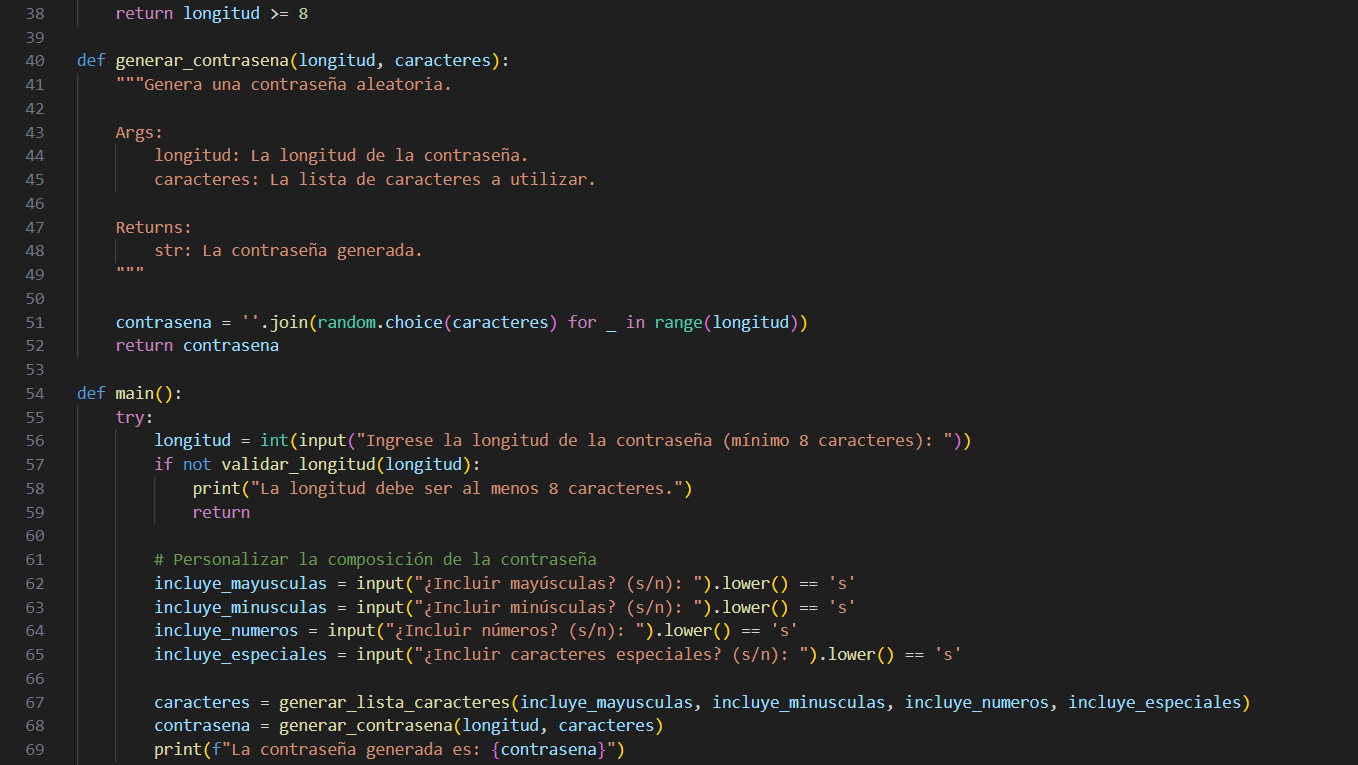 38 return longitud >= 8
39
40 def generar_contrasena(longitud, caracteres):
41 """Genera una contraseña aleatoria.
42
43 Args:
44 longitud: La longitud de la contraseña.
45 caracteres: La lista de caracteres a utilizar.
46
47 Returns:
48 str: La contraseña generada.
49 """
50
51 contrasena = ''.join(random.choice(caracteres) for _ in range(longitud))
52 return contrasena
53
54 def main():
55 try:
56 longitud = int(input("Ingrese la longitud de la contraseña (mínimo 8 caracteres): "))
57 if not validar_longitud(longitud):
58 print("La longitud debe ser al menos 8 caracteres.")
59 return
60
61 # Personalizar la composición de la contraseña
62 incluye_mayusculas = input("¿Incluir mayúsculas? (s/n): ").lower() == 's'
63 incluye_minusculas = input("¿Incluir minúsculas? (s/n): ").lower() == 's'
64 incluye_numeros = input("¿Incluir números? (s/n): ").lower() == 's'
65 incluye_especiales = input("¿Incluir caracteres especiales? (s/n): ").lower() == 's'
66
67 caracteres = generar_lista_caracteres(incluye_mayusculas, incluye_minusculas, incluye_numeros, incluye_especiales)
68 contrasena = generar_contrasena(longitud, caracteres)
69 print(f"La contraseña generada es: {contrasena}")